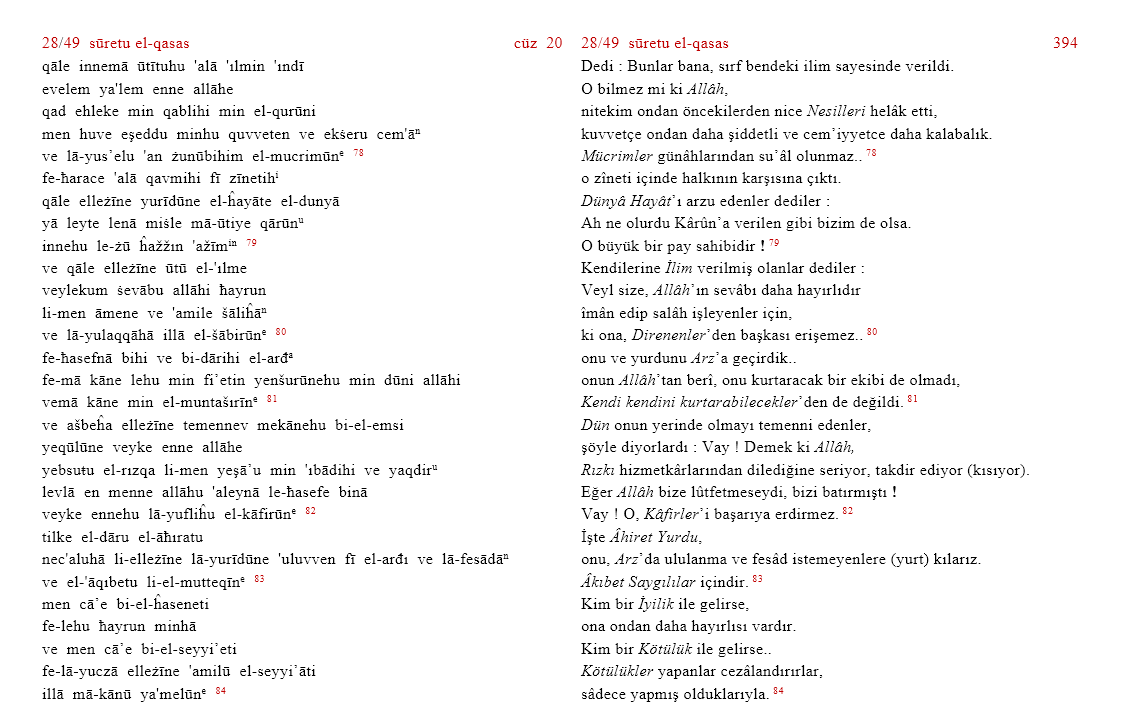 28/49 sūretu el-qasas
cüz 20
qāle innemā ūtītuhu 'alā 'ılmin 'ındī
evelem ya'lem enne allāhe
qad ehleke min qablihi min el-qurūni
men huve eşeddu minhu quvveten ve ekṡeru cem'āⁿ
ve lā-yus’elu 'an żunūbihim el-mucrimūnᵉ 78
fe-ħarace 'alā qavmihi fī zīnetihⁱ
qāle elleżīne yurīdūne el-ĥayāte el-dunyā
yā leyte lenā miṡle mā-ūtiye qārūnᵘ
innehu le-żū ĥažžın 'ažīmⁱⁿ 79
ve qāle elleżīne ūtū el-'ılme
veylekum ṡevābu allāhi ħayrun
li-men āmene ve 'amile šāliĥāⁿ
ve lā-yulaqqāhā illā el-šābirūnᵉ 80
fe-ħasefnā bihi ve bi-dārihi el-arđᵃ
fe-mā kāne lehu min fi’etin yenšurūnehu min dūni allāhi
vemā kāne min el-muntaširīnᵉ 81
ve ašbeĥa elleżīne temennev mekānehu bi-el-emsi
yeqūlūne veyke enne allāhe
yebsuŧu el-rızqa li-men yeşā’u min 'ıbādihi ve yaqdirᵘ
levlā en menne allāhu 'aleynā le-ħasefe binā
veyke ennehu lā-yufliĥu el-kāfirūnᵉ 82
tilke el-dāru el-āħıratu
nec'aluhā li-elleżīne lā-yurīdūne 'uluvven fī el-arđı ve lā-fesādāⁿ
ve el-'āqıbetu li-el-mutteqīnᵉ 83
men cā’e bi-el-ĥaseneti
fe-lehu ħayrun minhā
ve men cā’e bi-el-seyyi’eti
fe-lā-yuczā elleżīne 'amilū el-seyyi’āti
illā mā-kānū ya'melūnᵉ 84
28/49 sūretu el-qasas
394
Dedi : Bunlar bana, sırf bendeki ilim sayesinde verildi.
O bilmez mi ki Allâh,
nitekim ondan öncekilerden nice Nesilleri helâk etti,
kuvvetçe ondan daha şiddetli ve cem’iyyetce daha kalabalık.
Mücrimler günâhlarından su’âl olunmaz.. 78
o zîneti içinde halkının karşısına çıktı.
Dünyâ Hayât’ı arzu edenler dediler :
Ah ne olurdu Kârûn’a verilen gibi bizim de olsa.
O büyük bir pay sahibidir ! 79
Kendilerine İlim verilmiş olanlar dediler :
Veyl size, Allâh’ın sevâbı daha hayırlıdır
îmân edip salâh işleyenler için,
ki ona, Direnenler’den başkası erişemez.. 80
onu ve yurdunu Arz’a geçirdik..
onun Allâh’tan berî, onu kurtaracak bir ekibi de olmadı,
Kendi kendini kurtarabilecekler’den de değildi. 81
Dün onun yerinde olmayı temenni edenler,
şöyle diyorlardı : Vay ! Demek ki Allâh,
Rızkı hizmetkârlarından dilediğine seriyor, takdir ediyor (kısıyor).
Eğer Allâh bize lûtfetmeseydi, bizi batırmıştı !
Vay ! O, Kâfirler’i başarıya erdirmez. 82
İşte Âhiret Yurdu,
onu, Arz’da ululanma ve fesâd istemeyenlere (yurt) kılarız.
Âkıbet Saygılılar içindir. 83
Kim bir İyilik ile gelirse,
ona ondan daha hayırlısı vardır.
Kim bir Kötülük ile gelirse..
Kötülükler yapanlar cezâlandırırlar,
sâdece yapmış olduklarıyla. 84